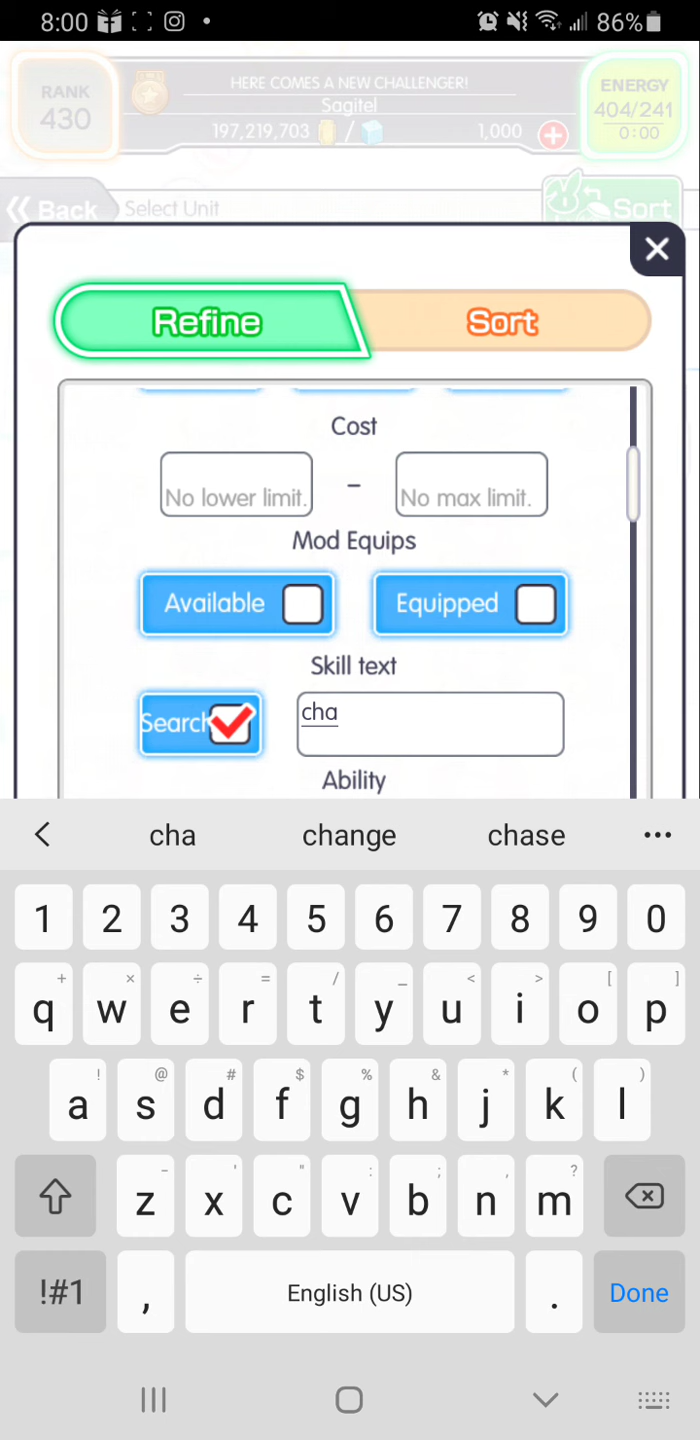 8:00 86%
RANK
430
HERE COMES A NEW CHALLENGER!
Sagitel
197,219,703 / 1,000
ENERGY
404/241
0:00
Back Select Unit Sort
Refine Sort
Cost
No lower limit. - No max limit.
Mod Equips
Available Equipped
Skill text
Search cha
Ability
cha change chase
1 2 3 4 5 6 7 8 9 0
+ × ÷ = / _ < > [ ]
q w e r t y u i o p
! @ # $ % & * ( )
a s d f g h j k l
- ' " : ; , ?
z x c v b n m
!#1 , English (US) . Done